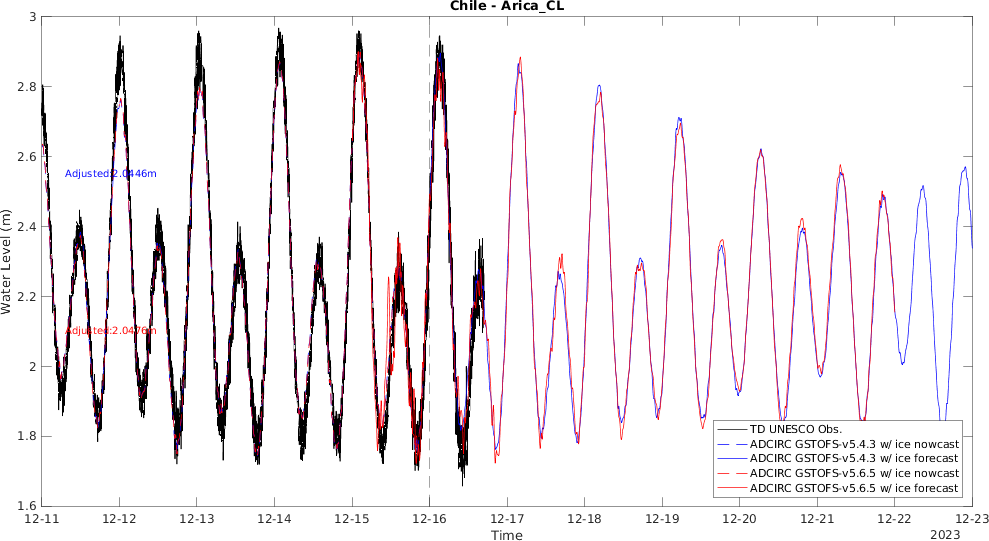 Chile - Arica_CL
3
2.8
2.6
2.4
2.2
2
1.8
1.6
Water Level (m)
Adjusted:2.0446m
Adjusted:2.0476m
TD UNESCO Obs.
ADCIRC GSTOFS-v5.4.3 w/ ice nowcast
ADCIRC GSTOFS-v5.4.3 w/ ice forecast
ADCIRC GSTOFS-v5.6.5 w/ ice nowcast
ADCIRC GSTOFS-v5.6.5 w/ ice forecast
12-11 12-12 12-13 12-14 12-15 12-16 12-17 12-18 12-19 12-20 12-21 12-22 12-23
Time
2023